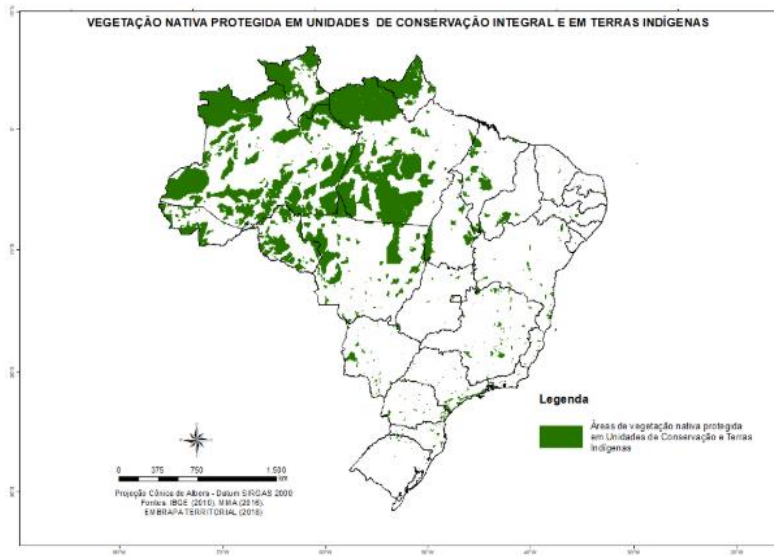 VEGETAÇÃO NATIVA PROTEGIDA EM UNIDADES DE CONSERVAÇÃO INTEGRAL E EM TERRAS INDÍGENAS
Legenda
Áreas de vegetação nativa protegida
em Unidades de Conservação e Terras
Indígenas
0 375 750 1.500
km
Projeção Cônica de Albers - Datum SIRGAS 2000
Fontes: IBGE (2010), MMA (2016),
EMBRAPA TERRITORIAL (2018)